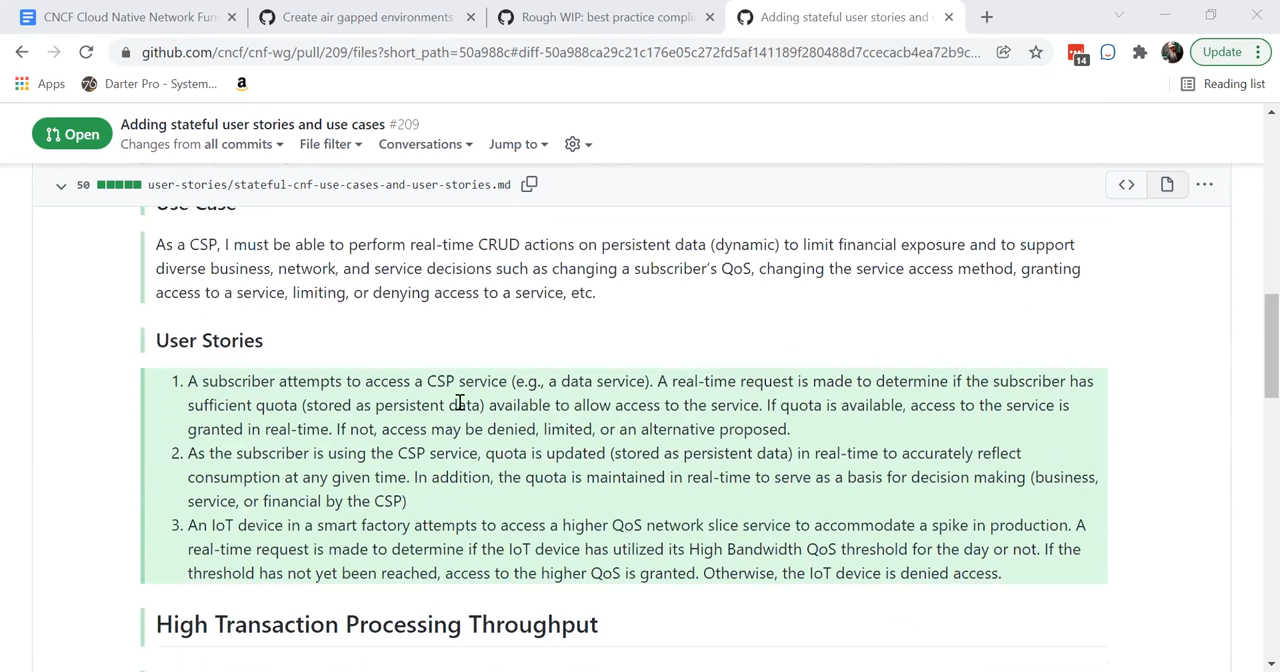 CNCF Cloud Native Network Fun
Create air gapped environments
Rough WIP: best practice compli
Adding stateful user stories and
github.com/cncf/cnf-wg/pull/209/files?short_path=50a988c#diff-50a988ca29c21c176e05c272fd5af141189f280488d7ccecacb4ea72b9c...
14
Update
Apps
76
Darter Pro - System...
a
Reading list
Open
Adding stateful user stories and use cases #209
Changes from all commits
File filter
Conversations
Jump to
50
user-stories/stateful-cnf-use-cases-and-user-stories.md
Use Case
As a CSP, I must be able to perform real-time CRUD actions on persistent data (dynamic) to limit financial exposure and to support
diverse business, network, and service decisions such as changing a subscriber's QoS, changing the service access method, granting
access to a service, limiting, or denying access to a service, etc.
User Stories
1. A subscriber attempts to access a CSP service (e.g., a data service). A real-time request is made to determine if the subscriber has
sufficient quota (stored as persistent data) available to allow access to the service. If quota is available, access to the service is
granted in real-time. If not, access may be denied, limited, or an alternative proposed.
2. As the subscriber is using the CSP service, quota is updated (stored as persistent data) in real-time to accurately reflect
consumption at any given time. In addition, the quota is maintained in real-time to serve as a basis for decision making (business,
service, or financial by the CSP)
3. An IoT device in a smart factory attempts to access a higher QoS network slice service to accommodate a spike in production. A
real-time request is made to determine if the IoT device has utilized its High Bandwidth QoS threshold for the day or not. If the
threshold has not yet been reached, access to the higher QoS is granted. Otherwise, the IoT device is denied access.
High Transaction Processing Throughput